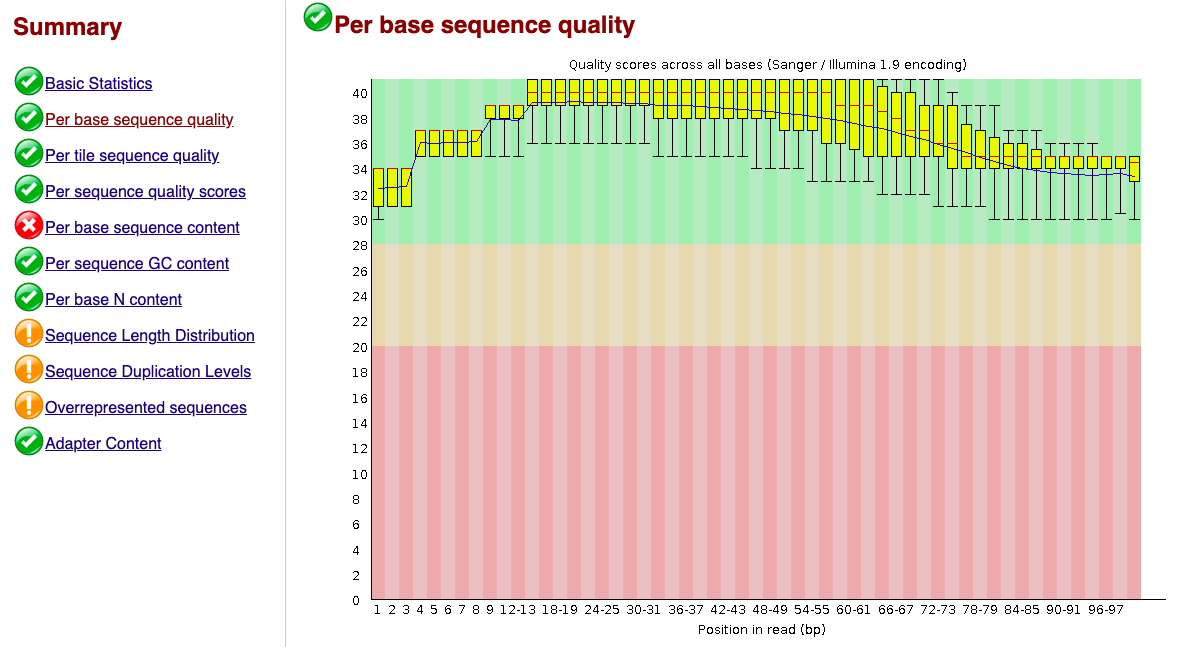 Summary
Basic Statistics
Per base sequence quality
Per tile sequence quality
Per sequence quality scores
Per base sequence content
Per sequence GC content
Per base N content
Sequence Length Distribution
Sequence Duplication Levels
Overrepresented sequences
Adapter Content
Per base sequence quality
Quality scores across all bases (Sanger / Illumina 1.9 encoding)
40
38
36
34
32
30
28
26
24
22
20
18
16
14
12
10
8
6
4
2
0
1 2 3 4 5 6 7 8 9 12-13 18-19 24-25 30-31 36-37 42-43 48-49 54-55 60-61 66-67 72-73 78-79 84-85 90-91 96-97
Position in read (bp)